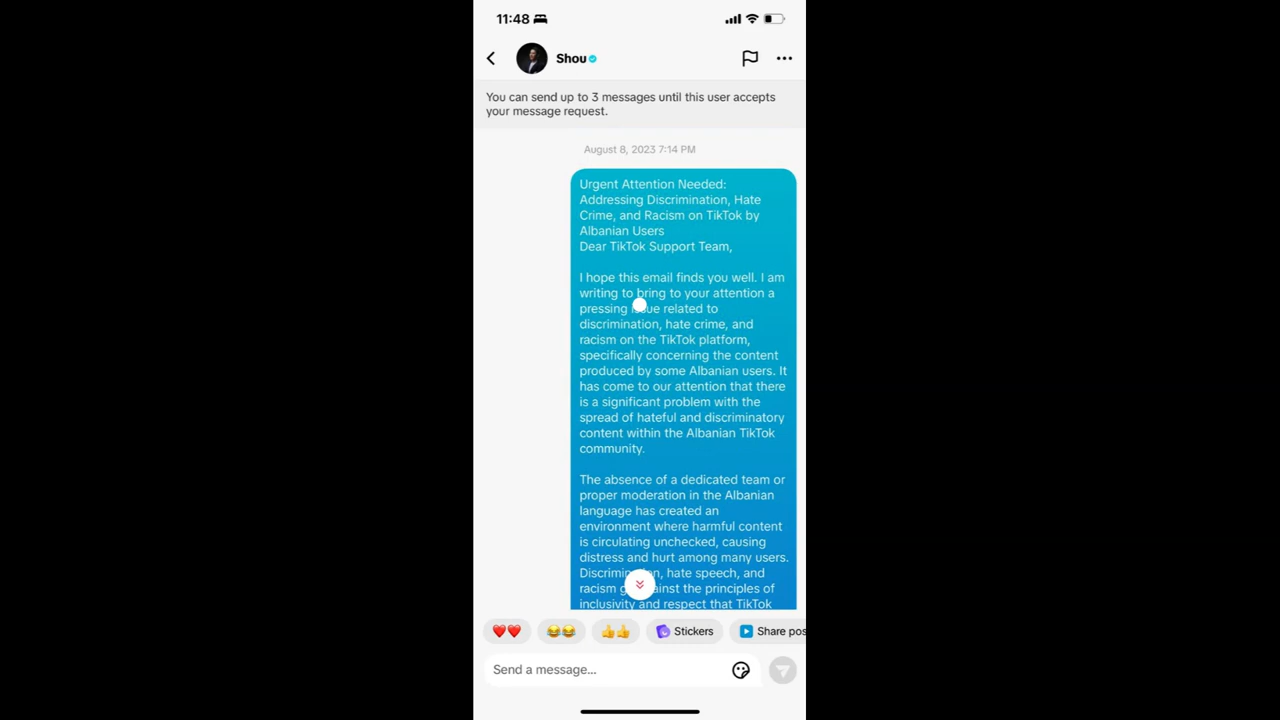 11:48
Shou
You can send up to 3 messages until this user accepts
your message request.
August 8, 2023 7:14 PM
Urgent Attention Needed:
Addressing Discrimination, Hate
Crime, and Racism on TikTok by
Albanian Users
Dear TikTok Support Team,
I hope this email finds you well. I am
writing to bring to your attention a
pressing related to
discrimination, hate crime, and
racism on the TikTok platform,
specifically concerning the content
produced by some Albanian users. It
has come to our attention that there
is a significant problem with the
spread of hateful and discriminatory
content within the Albanian TikTok
community.
The absence of a dedicated team or
proper moderation in the Albanian
language has created an
environment where harmful content
is circulating unchecked, causing
distress and hurt among many users.
hate speech, and
racism the principles of
inclusivity and respect that TikTok
Stickers
Share pos
Send a message...